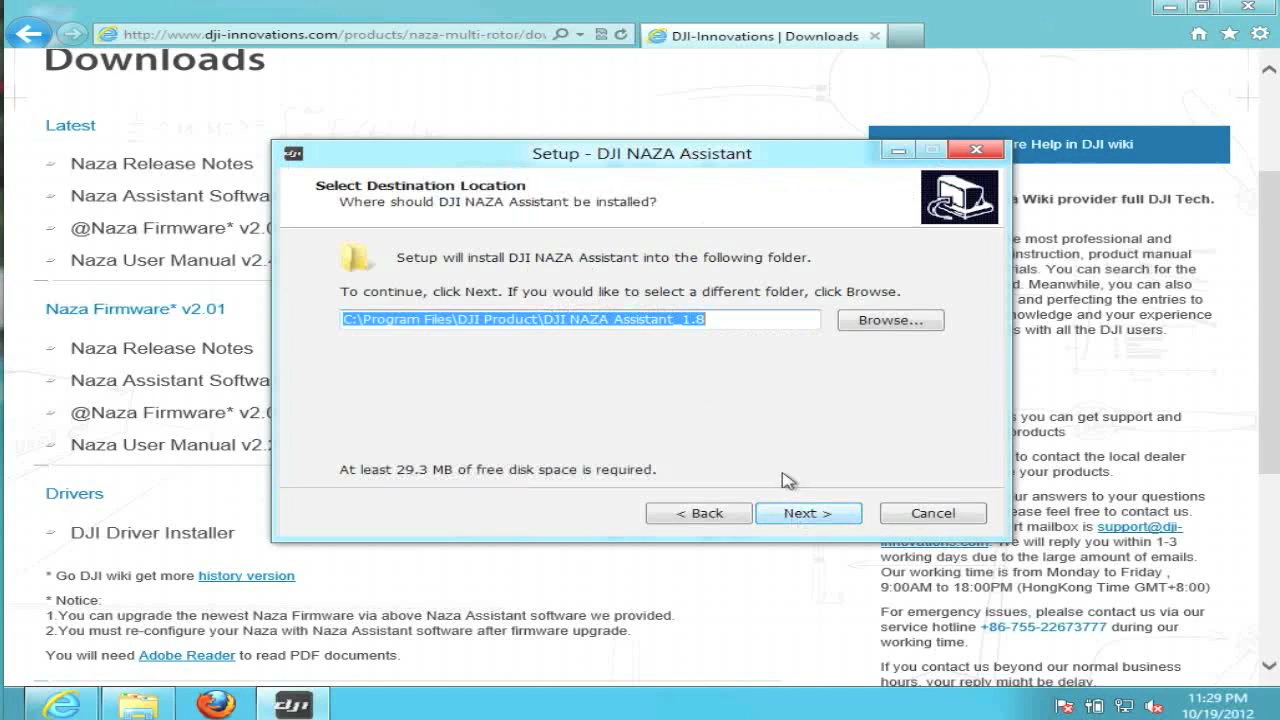 http://www.dji-innovations.com/products/naza-multi-rotor/dov
DJI-Innovations | Downloads
Downloads
Latest
Naza Release Notes
Naza Assistant Softwa
@Naza Firmware* v2.0
Naza User Manual v2.
Naza Firmware* v2.01
Naza Release Notes
Naza Assistant Softwa
@Naza Firmware* v2.0
Naza User Manual v2.2
Drivers
DJI Driver Installer
* Go DJI wiki get more history version
* Notice:
1.You can upgrade the newest Naza Firmware via above Naza Assistant software we provided.
2.You must re-configure your Naza with Naza Assistant software after firmware upgrade.
You will need Adobe Reader to read PDF documents.
Setup - DJI NAZA Assistant
Select Destination Location
Where should DJI NAZA Assistant be installed?
Setup will install DJI NAZA Assistant into the following folder.
To continue, click Next. If you would like to select a different folder, click Browse.
C:\Program Files\DJI Product\DJI NAZA Assistant_1.8
Browse...
At least 29.3 MB of free disk space is required.
< Back
Next >
Cancel
re Help in DJI wiki
a Wiki provider full DJI Tech.
e most professional and
instruction, product manual
rials. You can search for the
d. Meanwhile, you can also
and perfecting the entries to
nowledge and your experience
s with all the DJI users.
s you can get support and
products
to contact the local dealer
your products.
ur answers to your questions
ease feel free to contact us.
rt mailbox is support@dji-
innovations.com. We will reply you within 1-3
working days due to the large amount of emails.
Our working time is from Monday to Friday ,
9:00AM to 18:00PM (HongKong Time GMT+8:00)
For emergency issues, plealse contact us via our
service hotline +86-755-22673777 during our
working time.
If you contact us beyond our normal business
hours, your reply might be delay.
dji
11:29 PM
10/19/2012